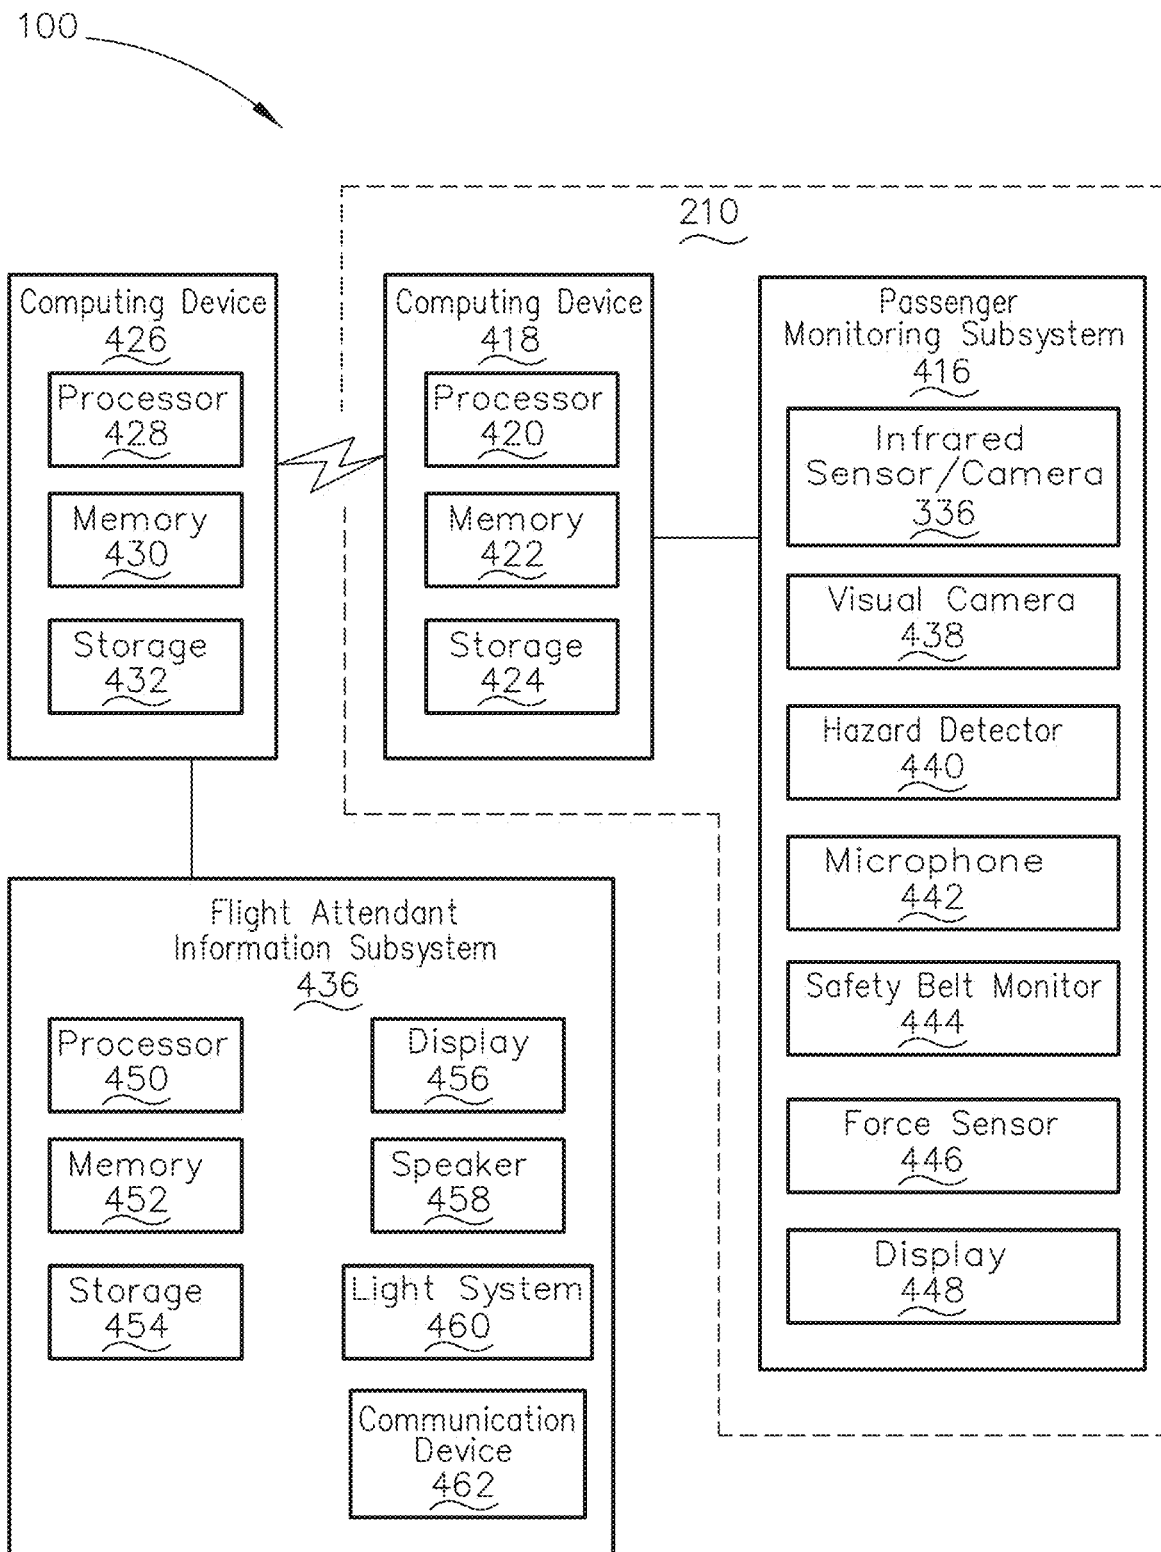 100
210
Computing Device
426
Processor
428
Memory
430
Storage
432
Computing Device
418
Processor
420
Memory
422
Storage
424
Passenger
Monitoring Subsystem
416
Infrared
Sensor/Camera
336
Visual Camera
438
Hazard Detector
440
Microphone
442
Safety Belt Monitor
444
Force Sensor
446
Display
448
Flight Attendant
Information Subsystem
436
Processor
450
Memory
452
Storage
454
Display
456
Speaker
458
Light System
460
Communication
Device
462